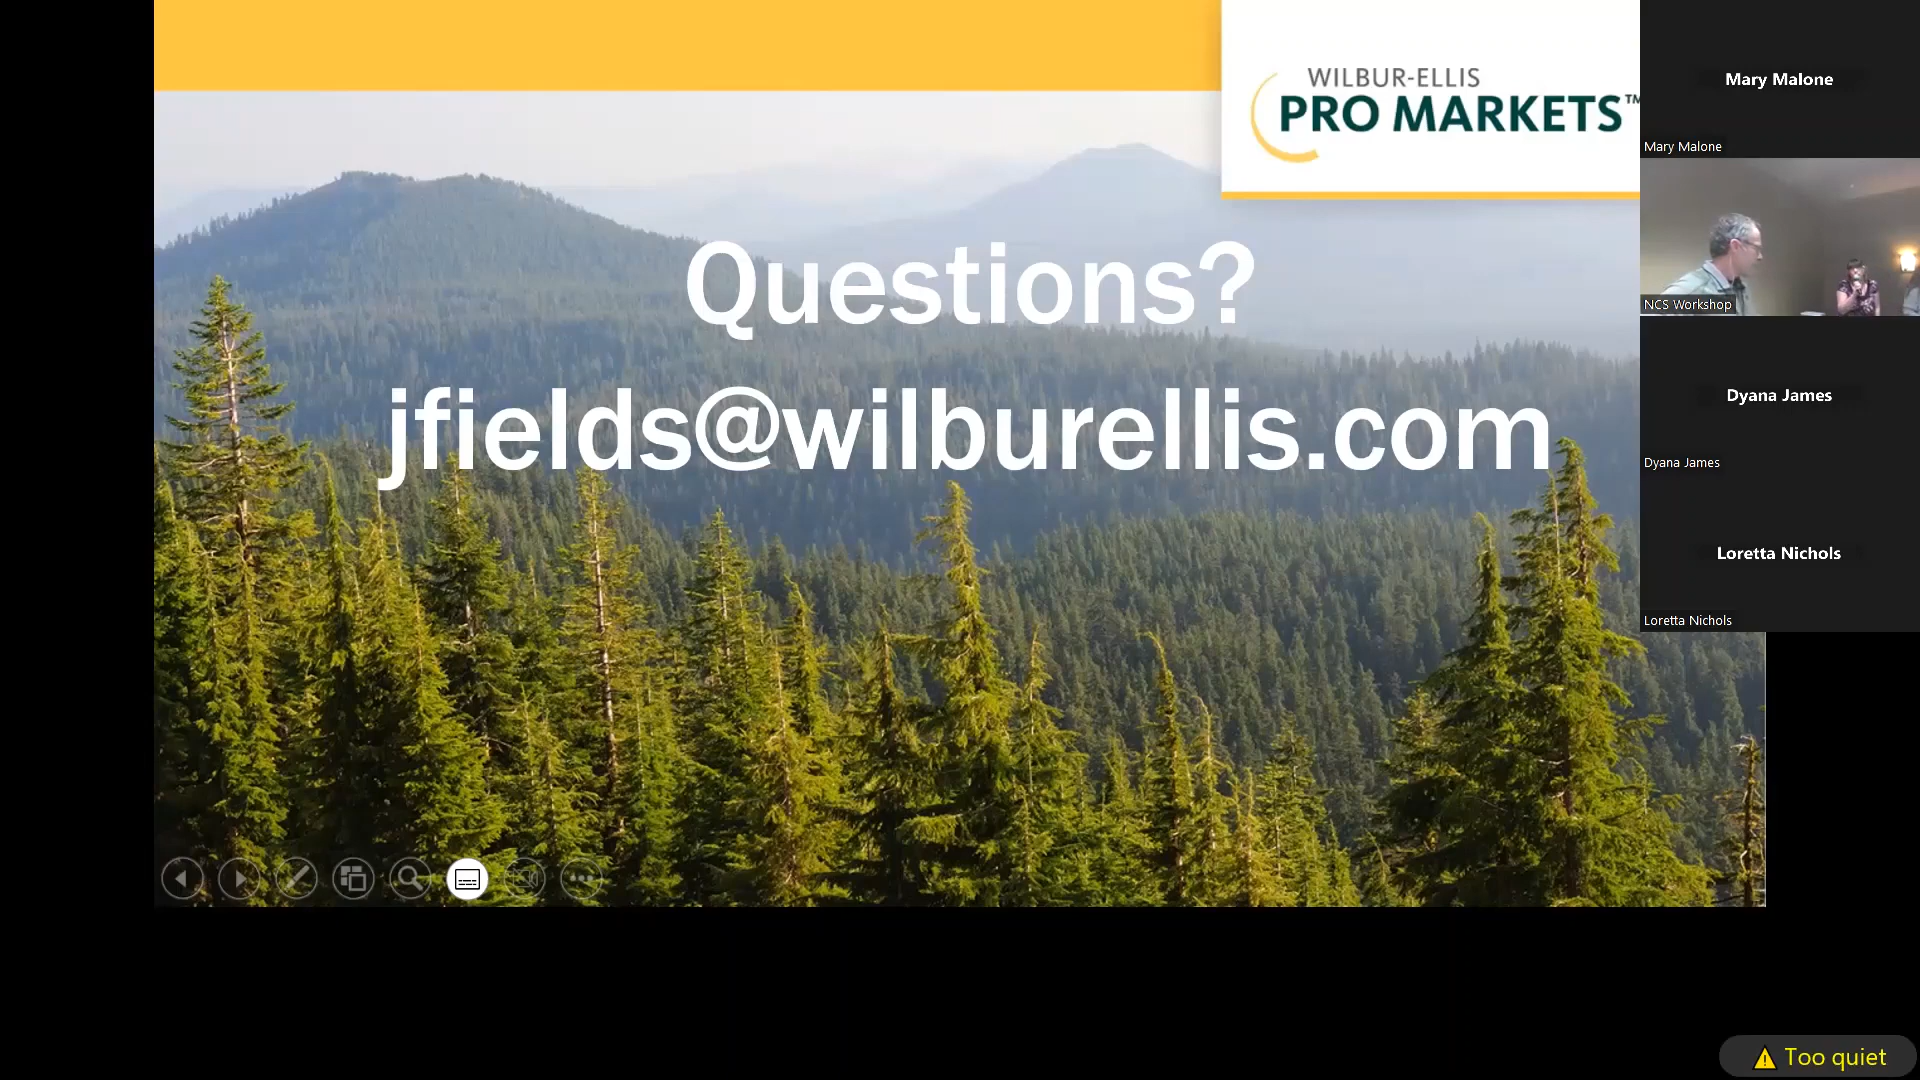 WILBUR-ELLIS
PRO MARKETS™
Questions?
jfields@wilburellis.com
Mary Malone
Mary Malone
NCS Workshop
Dyana James
Dyana James
Loretta Nichols
Loretta Nichols
Too quiet